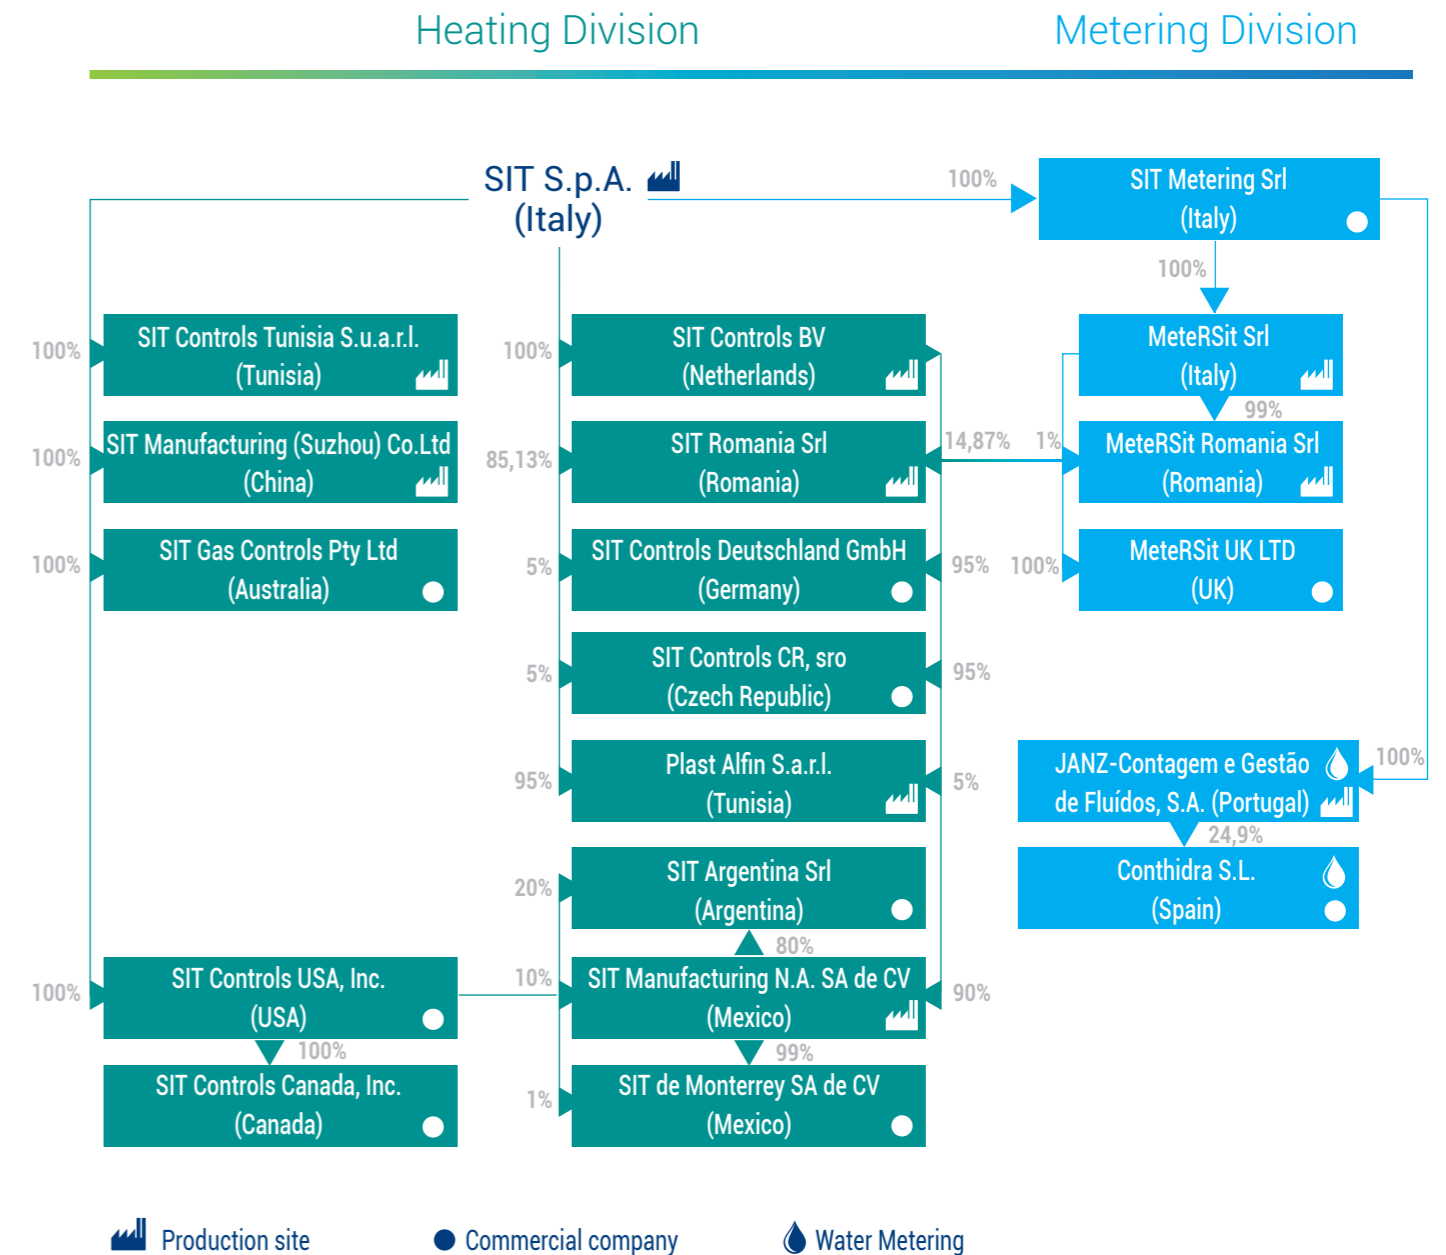 Heating Division
Metering Division
SIT S.p.A.
(Italy)
100%
SIT Metering Srl
(Italy)
100%
100%
SIT Controls Tunisia S.u.a.r.l.
(Tunisia)
100%
SIT Controls BV
(Netherlands)
MeteRSit Srl
(Italy)
99%
100%
SIT Manufacturing (Suzhou) Co.Ltd
(China)
85,13%
SIT Romania Srl
(Romania)
14,87%
1%
MeteRSit Romania Srl
(Romania)
100%
SIT Gas Controls Pty Ltd
(Australia)
5%
SIT Controls Deutschland GmbH
(Germany)
95%
100%
MeteRSit UK LTD
(UK)
5%
SIT Controls CR, sro
(Czech Republic)
95%
95%
Plast Alfin S.a.r.l.
(Tunisia)
5%
JANZ-Contagem e Gestão
de Fluídos, S.A. (Portugal)
100%
24,9%
20%
SIT Argentina Srl
(Argentina)
80%
Conthidra S.L.
(Spain)
100%
SIT Controls USA, Inc.
(USA)
100%
10%
SIT Manufacturing N.A. SA de CV
(Mexico)
90%
99%
SIT Controls Canada, Inc.
(Canada)
1%
SIT de Monterrey SA de CV
(Mexico)
Production site
Commercial company
Water Metering